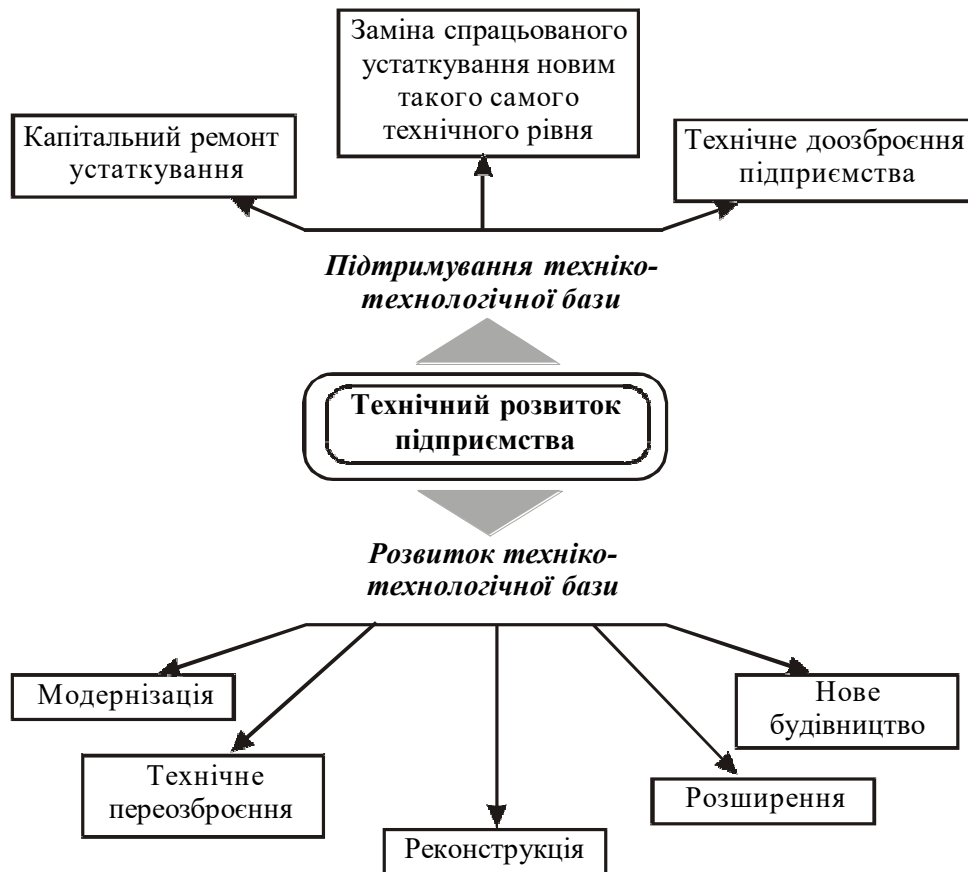 Заміна спрацьованого
устаткування новим
такого самого
технічного рівня
Капітальний ремонт
устаткування
Технічне доозброєння
підприємства
Підтримування техніко-
технологічної бази
Технічний розвиток
підприємства
Розвиток техніко-
технологічної бази
Модернізація
Нове
будівництво
Технічне
переозброєння
Розширення
Реконструкція